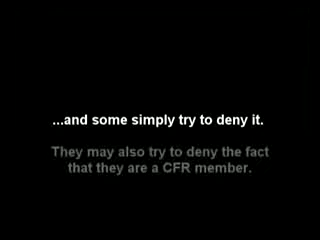 ...and some simply try to deny it.
They may also try to deny the fact
that they are a CFR member.